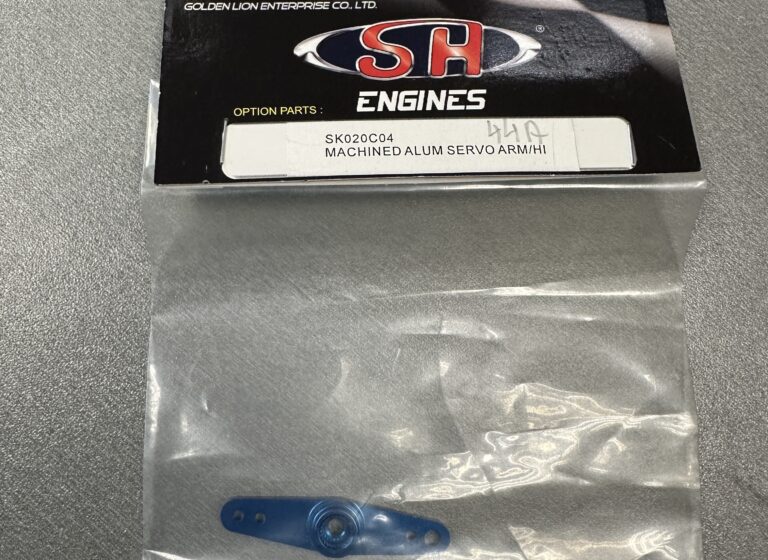 GOLDEN LION ENTERPRISE CO., LTD.
SH
®
ENGINES
OPTION PARTS :
SK020C04
44A
MACHINED ALUM SERVO ARM/HI